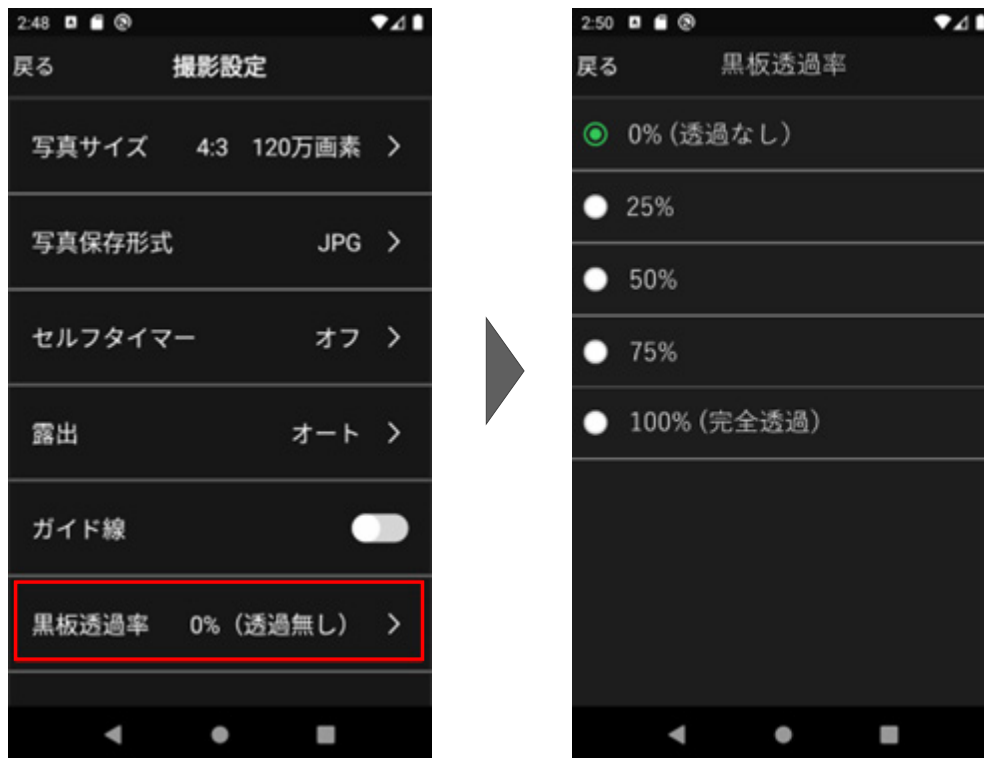 2:48
戻る 撮影設定
写真サイズ 4:3 120万画素
写真保存形式 JPG
セルフタイマー オフ
露出 オート
ガイド線
黒板透過率 0%（透過無し）
2:50
戻る 黒板透過率
0% (透過なし)
25%
50%
75%
100% (完全透過)